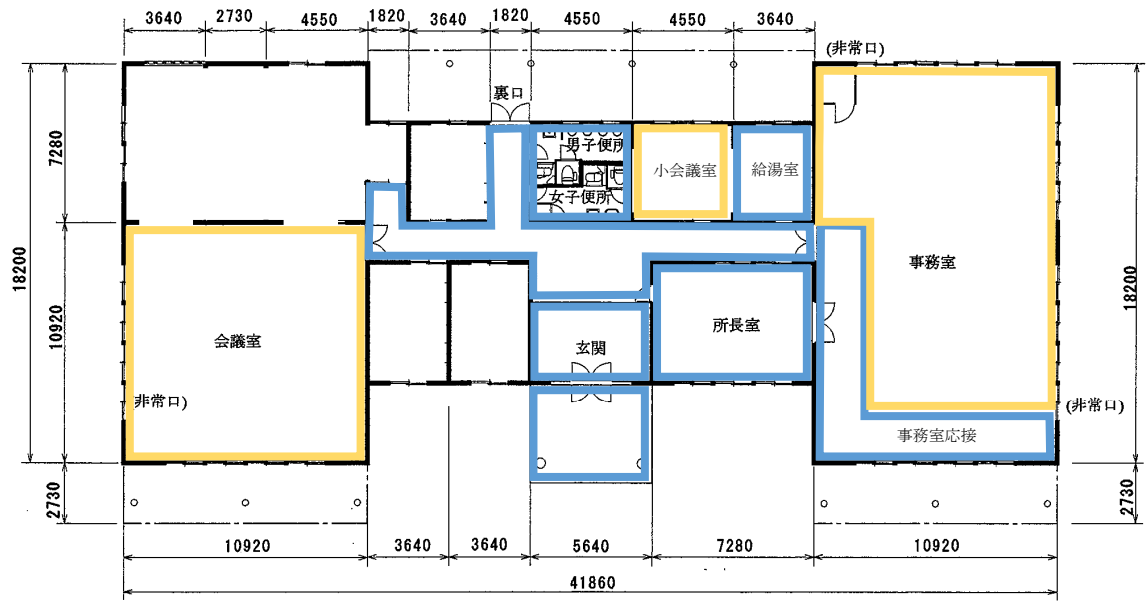 3640 2730 4550 1820 3640 1820 4550 4550 3640
(非常口)
裏口
7280
男子便所
小会議室
給湯室
女子便所
18200
事務室
18200
10920
会議室
玄関
所長室
(非常口)
(非常口)
事務室応接
2730
2730
10920 3640 3640 5640 7280 10920
41860